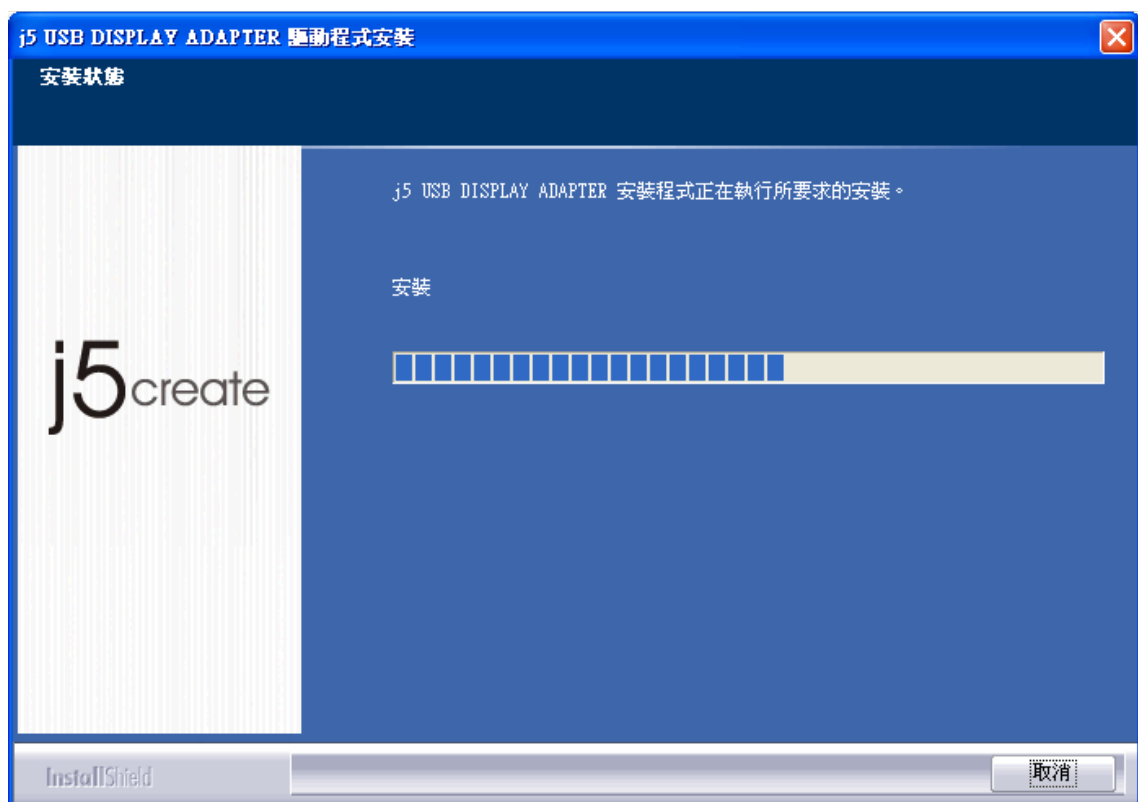 j5 USB DISPLAY ADAPTER 驅動程式安裝
安裝狀態
j5 USB DISPLAY ADAPTER 安裝程式正在執行所要求的安裝。
安裝
j5create
InstallShield
取消